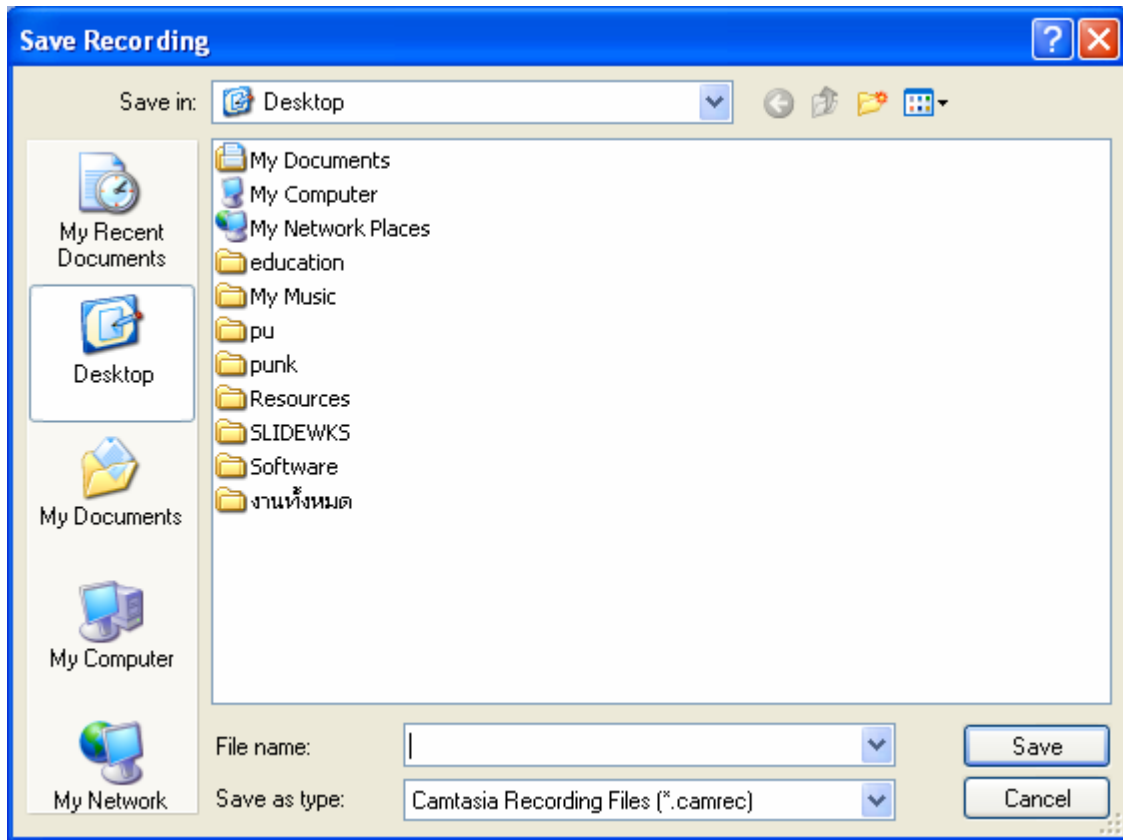 Save Recording
Save in:
Desktop
My Recent
Documents
Desktop
My Documents
My Computer
My Network
My Documents
My Computer
My Network Places
education
My Music
pu
punk
Resources
SLIDEWKS
Software
งานทั้งหมด
File name:
Save
Save as type:
Camtasia Recording Files (*.camrec)
Cancel